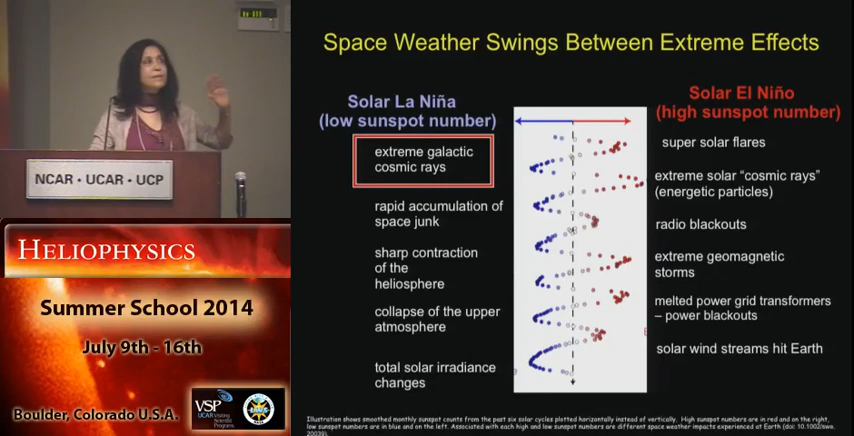 NCAR • UCAR • UCP
HELIOPHYSICS
Summer School 2014
July 9th - 16th
Boulder, Colorado U.S.A.
VSP
UCAR Visiting
Scientist
Programs
Space Weather Swings Between Extreme Effects
Solar La Niña
(low sunspot number)
extreme galactic
cosmic rays
rapid accumulation of
space junk
sharp contraction
of the
heliosphere
collapse of the upper
atmosphere
total solar irradiance
changes
Solar El Niño
(high sunspot number)
super solar flares
extreme solar “cosmic rays”
(energetic particles)
radio blackouts
extreme geomagnetic
storms
melted power grid transformers
– power blackouts
solar wind streams hit Earth
Illustration shows smoothed monthly sunspot counts from the past six solar cycles plotted horizontally instead of vertically. High sunspot numbers are in red and on the right,
low sunspot numbers are in blue and on the left. Associated with each high and low sunspot numbers are different space weather impacts experienced at Earth (doi: 10.1002/swe.
20039).